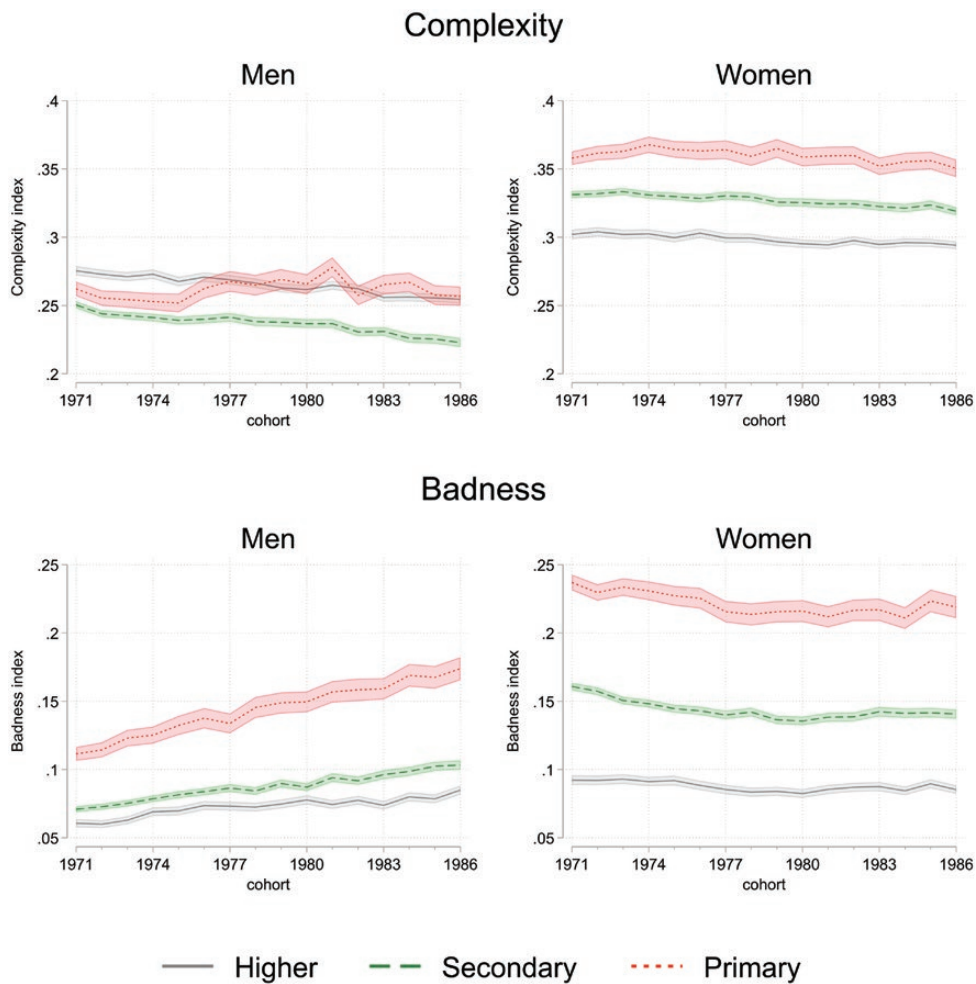 Complexity
Men
Women
Complexity index
.4
.35
.3
.25
.2
1971 1974 1977 1980 1983 1986
cohort
Complexity index
.4
.35
.3
.25
.2
1971 1974 1977 1980 1983 1986
cohort
Badness
Men
Women
Badness index
.25
.2
.15
.1
.05
1971 1974 1977 1980 1983 1986
cohort
Badness index
.25
.2
.15
.1
.05
1971 1974 1977 1980 1983 1986
cohort
Higher Secondary Primary